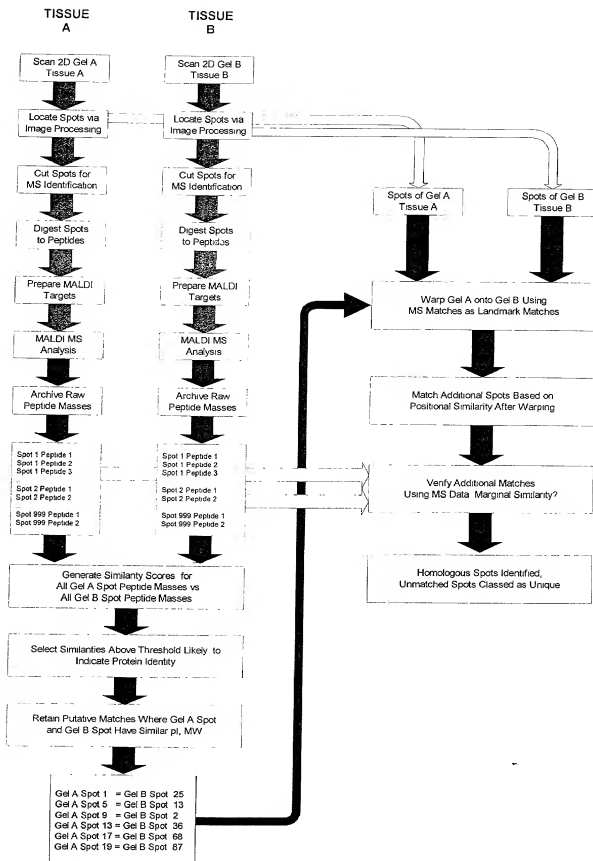 TISSUE
A
TISSUE
B
Scan 2D Gel A
Tissue A
Scan 2D Gel B
Tissue B
Locate Spots via
Image Processing
Locate Spots via
Image Processing
Cut Spots for
MS Identification
Cut Spots for
MS Identification
Spots of Gel A
Tissue A
Spots of Gel B
Tissue B
Digest Spots
to Peptides
Digest Spots
to Peptides
Prepare MALDI
Targets
Prepare MALDI
Targets
Warp Gel A onto Gel B Using
MS Matches as Landmark Matches
MALDI MS
Analysis
MALDI MS
Analysis
Archive Raw
Peptide Masses
Archive Raw
Peptide Masses
Match Additional Spots Based on
Positional Similarity After Warping
Spot 1 Peptide 1
Spot 1 Peptide 2
Spot 1 Peptide 3
Spot 2 Peptide 1
Spot 2 Peptide 2
Spot 999 Peptide 1
Spot 999 Peptide 2
Spot 1 Peptide 1
Spot 1 Peptide 2
Spot 1 Peptide 3
Spot 2 Peptide 1
Spot 2 Peptide 2
Spot 999 Peptide 1
Spot 999 Peptide 2
Verify Additional Matches
Using MS Data Marginal Similarity?
Homologous Spots Identified,
Unmatched Spots Classed as Unique
Generate Similarity Scores for
All Gel A Spot Peptide Masses vs
All Gel B Spot Peptide Masses
Select Similarities Above Threshold Likely to
Indicate Protein Identity
Retain Putative Matches Where Gel A Spot
and Gel B Spot Have Similar pI, MW
Gel A Spot 1 = Gel B Spot 25
Gel A Spot 5 = Gel B Spot 13
Gel A Spot 9 = Gel B Spot 2
Gel A Spot 13 = Gel B Spot 36
Gel A Spot 17 = Gel B Spot 68
Gel A Spot 19 = Gel B Spot 87